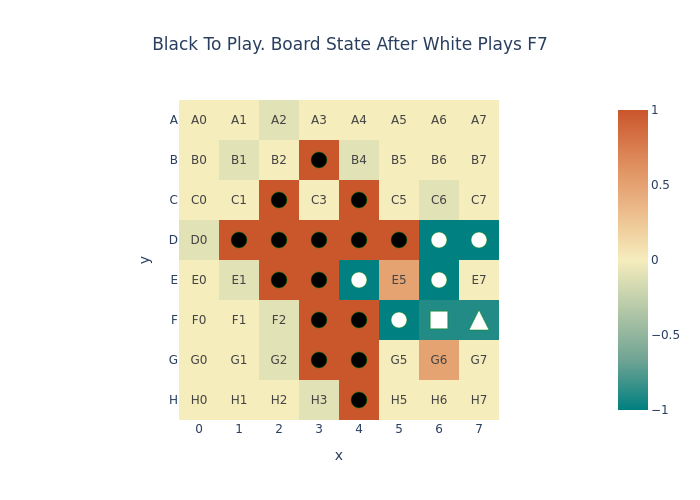 Black To Play. Board State After White Plays F7
A A0 A1 A2 A3 A4 A5 A6 A7
B B0 B1 B2 B4 B5 B6 B7
C C0 C1 C3 C5 C6 C7
D D0
E E0 E1 E5 E7
F F0 F1 F2
G G0 G1 G2 G5 G6 G7
H H0 H1 H2 H3 H5 H6 H7
0 1 2 3 4 5 6 7
x
y
1
0.5
0
−0.5
−1